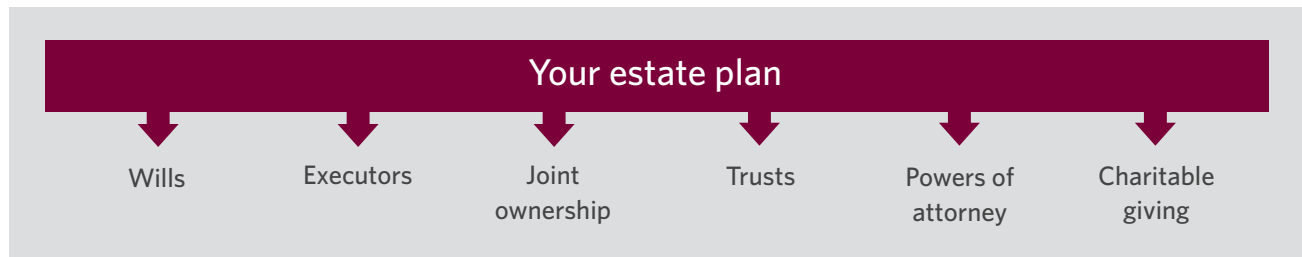 Your estate plan
Wills
Executors
Joint
ownership
Trusts
Powers of
attorney
Charitable
giving